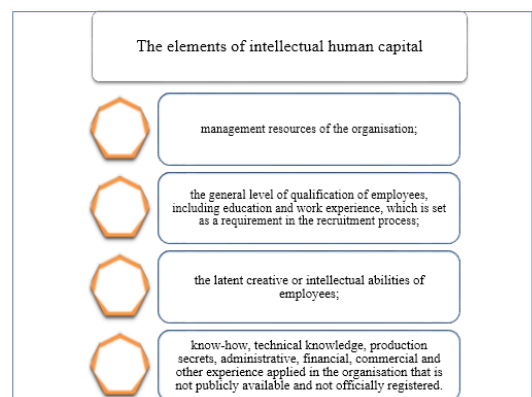 The elements of intellectual human capital
management resources of the organisation;
the general level of qualification of employees,
including education and work experience, which is set
as a requirement in the recruitment process;
the latent creative or intellectual abilities of
employees;
know-how, technical knowledge, production
secrets, administrative, financial, commercial and
other experience applied in the organisation that is
not publicly available and not officially registered.